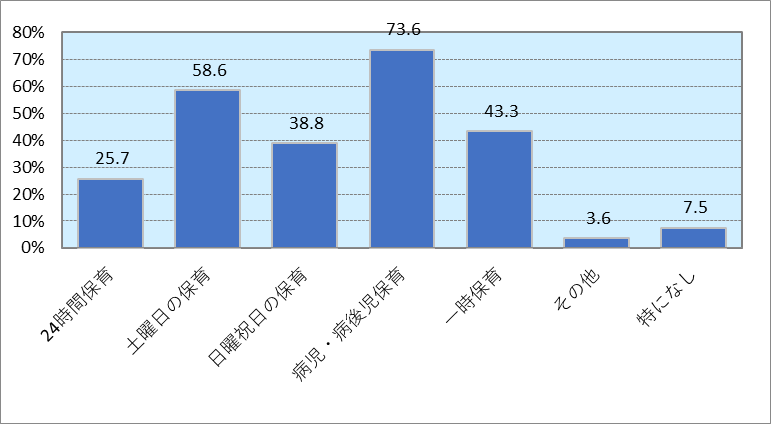 80%
70%
60%
50%
40%
30%
20%
10%
0%
25.7
58.6
38.8
73.6
43.3
3.6
7.5
24時間保育
土曜日の保育
日曜祝日の保育
病児・病後児保育
一時保育
その他
特になし